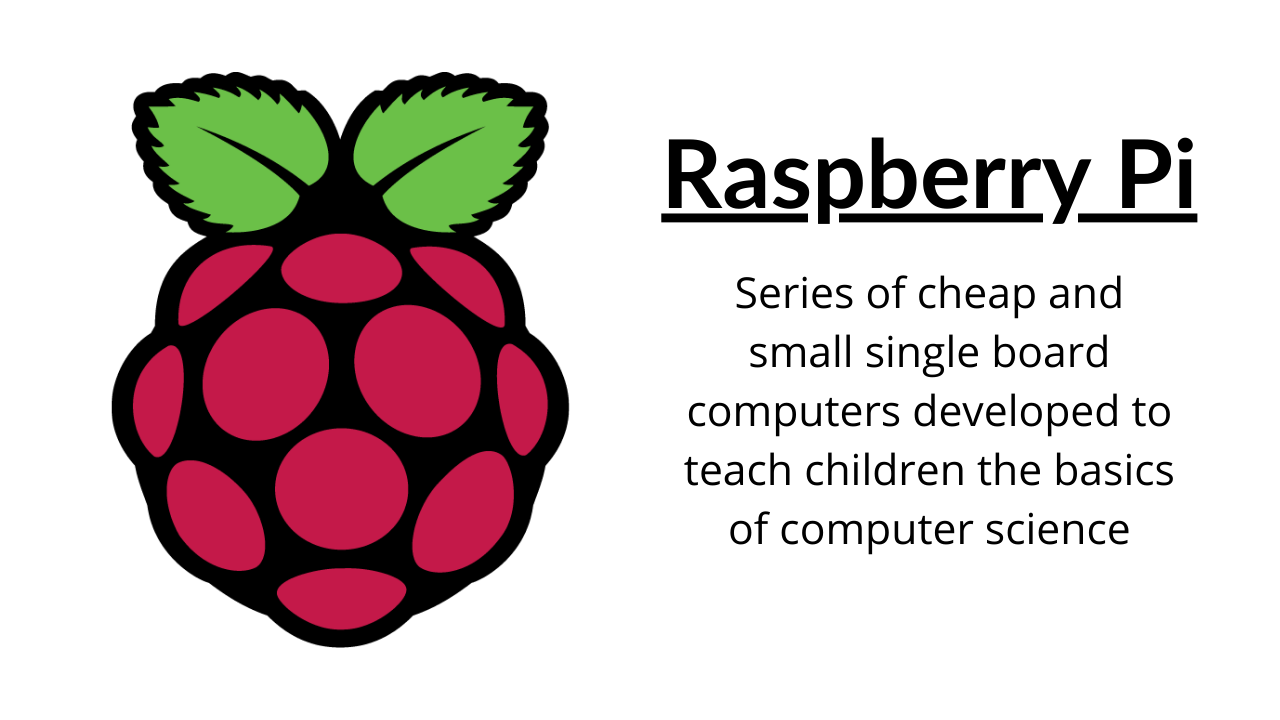 Raspberry Pi
Series of cheap and
small single board
computers developed to
teach children the basics
of computer science